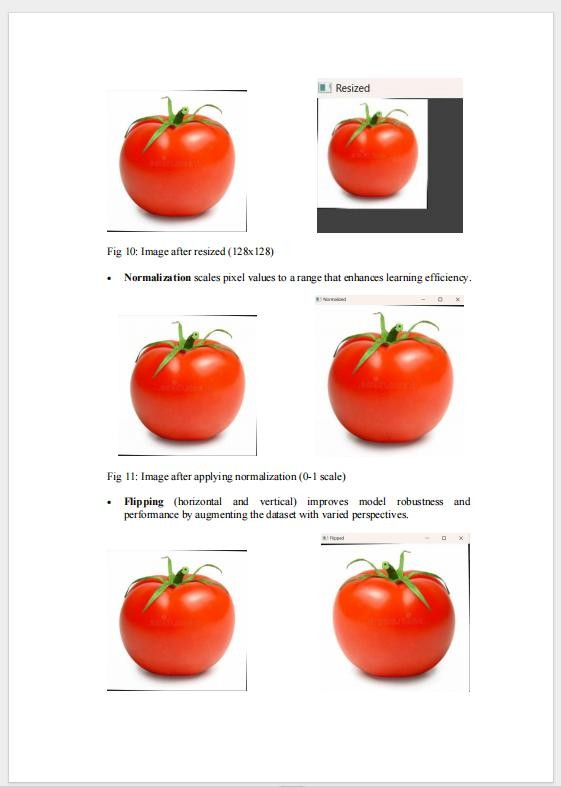 Resized
Fig 10: Image after resized (128x128)
• Normalization scales pixel values to a range that enhances learning efficiency.
Normalized
Fig 11: Image after applying normalization (0-1 scale)
• Flipping (horizontal and vertical) improves model robustness and
performance by augmenting the dataset with varied perspectives.
Flipped